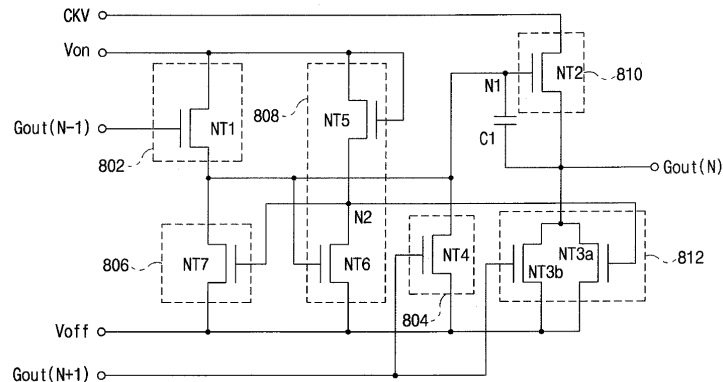 CKV
Von
NT2
810
N1
808
NT5
NT1
C1
Gout(N-1)
802
Gout(N)
N2
NT3a
NT4
806
NT7
NT6
NT3b
812
804
Voff
Gout(N+1)